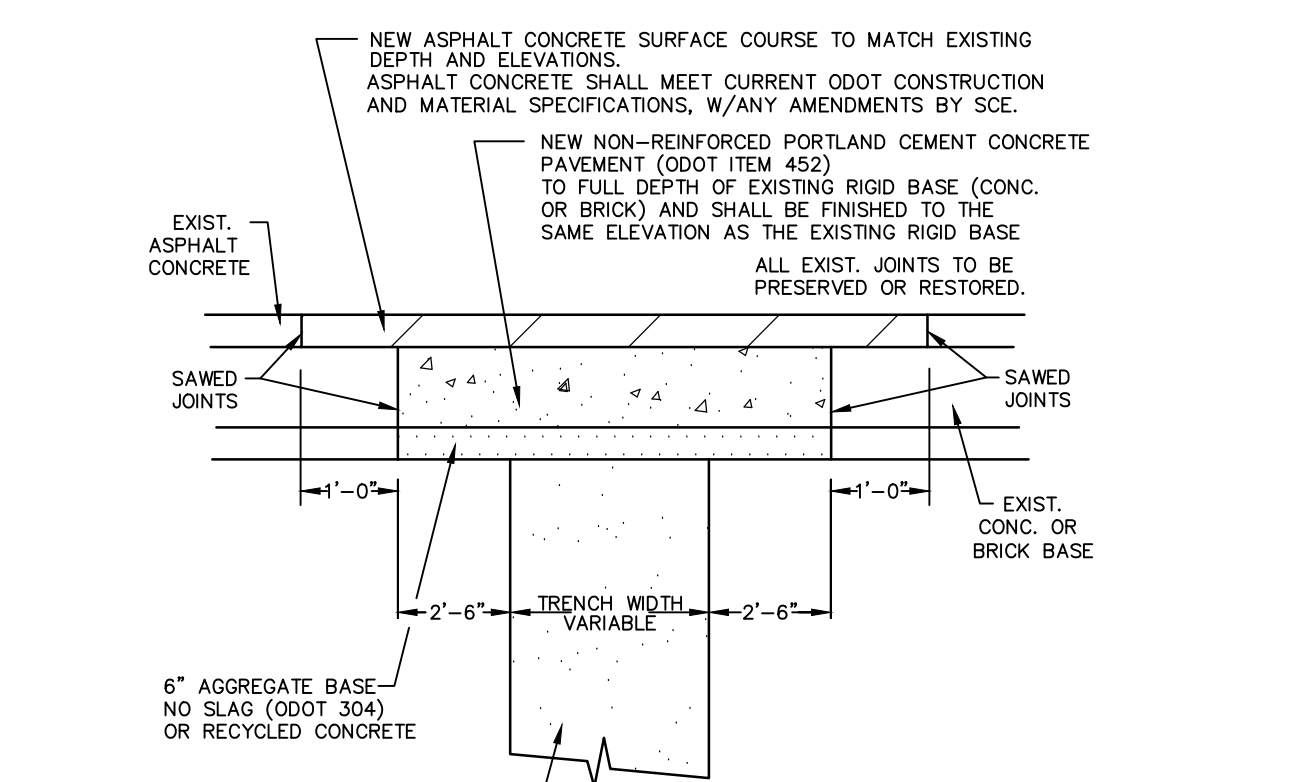 NEW ASPHALT CONCRETE SURFACE COURSE TO MATCH EXISTING
DEPTH AND ELEVATIONS.
ASPHALT CONCRETE SHALL MEET CURRENT ODOT CONSTRUCTION
AND MATERIAL SPECIFICATIONS, W/ANY AMENDMENTS BY SCE.
NEW NON-REINFORCED PORTLAND CEMENT CONCRETE
PAVEMENT (ODOT ITEM 452)
TO FULL DEPTH OF EXISTING RIGID BASE (CONC.
OR BRICK) AND SHALL BE FINISHED TO THE
SAME ELEVATION AS THE EXISTING RIGID BASE
EXIST.
ASPHALT
CONCRETE
ALL EXIST. JOINTS TO BE
PRESERVED OR RESTORED.
SAWED
JOINTS
SAWED
JOINTS
1'-0"
1'-0"
EXIST.
CONC. OR
BRICK BASE
2'-6"
TRENCH WIDTH
VARIABLE
2'-6"
6" AGGREGATE BASE
NO SLAG (ODOT 304)
OR RECYCLED CONCRETE